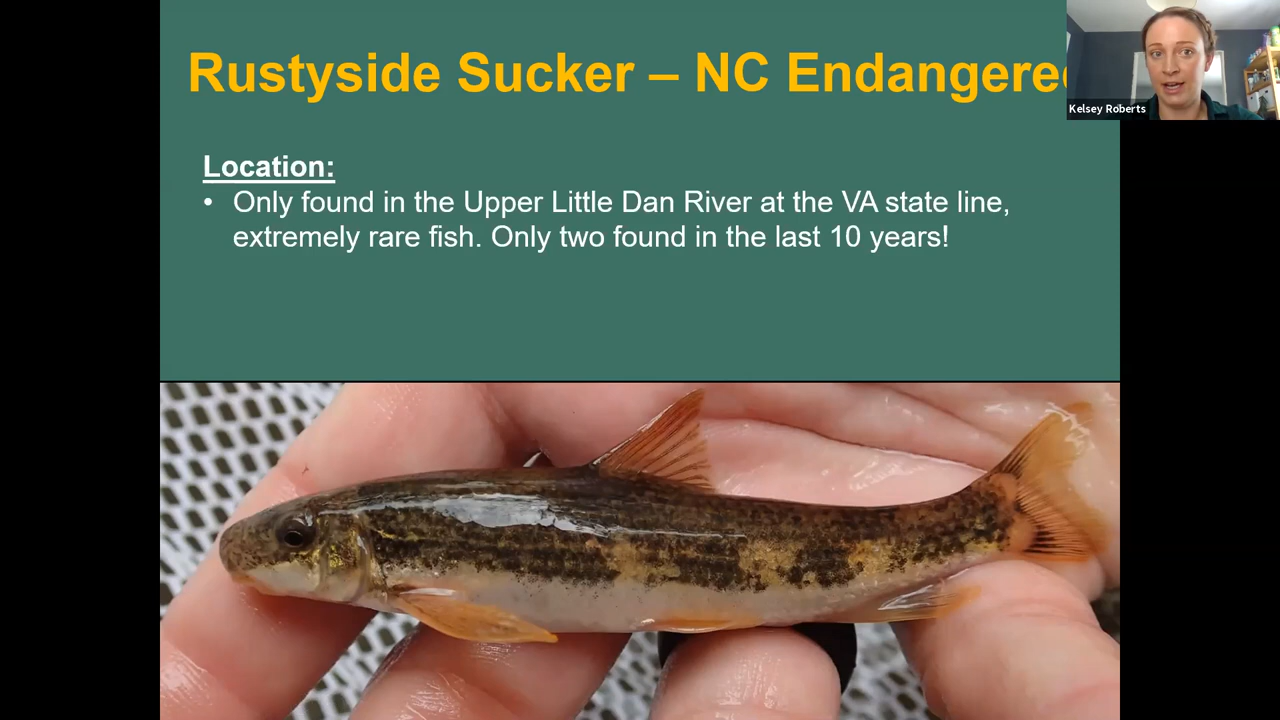 Rustyside Sucker – NC Endangered
Kelsey Roberts
Location:
• Only found in the Upper Little Dan River at the VA state line,
extremely rare fish. Only two found in the last 10 years!